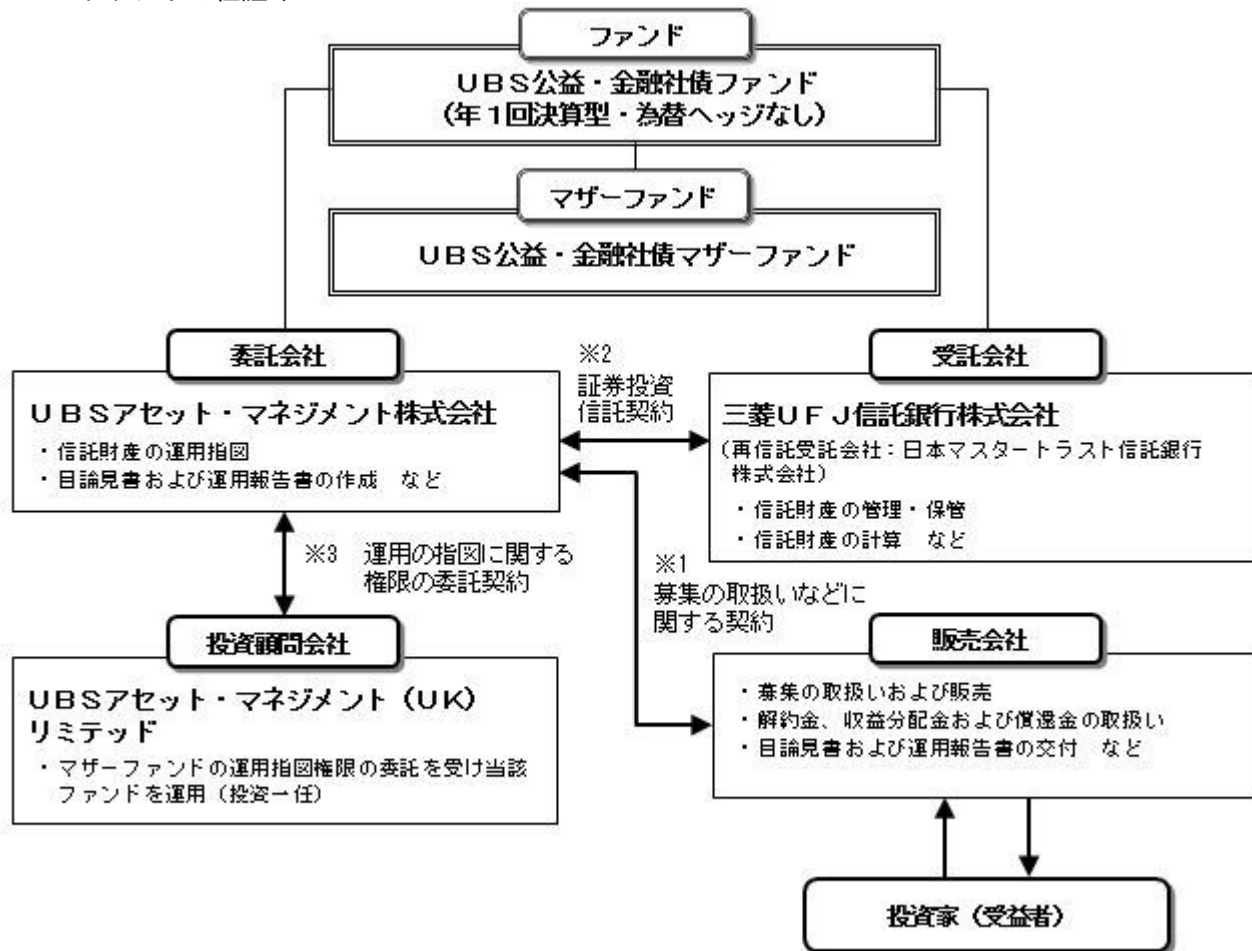 ファンド
UBS公益・金融社債ファンド
（年1回決算型・為替ヘッジなし）
マザーファンド
UBS公益・金融社債マザーファンド
委託会社
UBSアセット・マネジメント株式会社
・信託財産の運用指図
・目論見書および運用報告書の作成　など
※2
証券投資
信託契約
受託会社
三菱UFJ信託銀行株式会社
（再信託受託会社：日本マスタートラスト信託銀行
株式会社）
・信託財産の管理・保管
・信託財産の計算　など
※3　運用の指図に関する
権限の委託契約
※1
募集の取扱いなどに
関する契約
投資顧問会社
UBSアセット・マネジメント（UK）
リミテッド
・マザーファンドの運用指図権限の委託を受け当該
ファンドを運用（投資一任）
販売会社
・募集の取扱いおよび販売
・解約金、収益分配金および償還金の取扱い
・目論見書および運用報告書の交付　など
投資家（受益者）